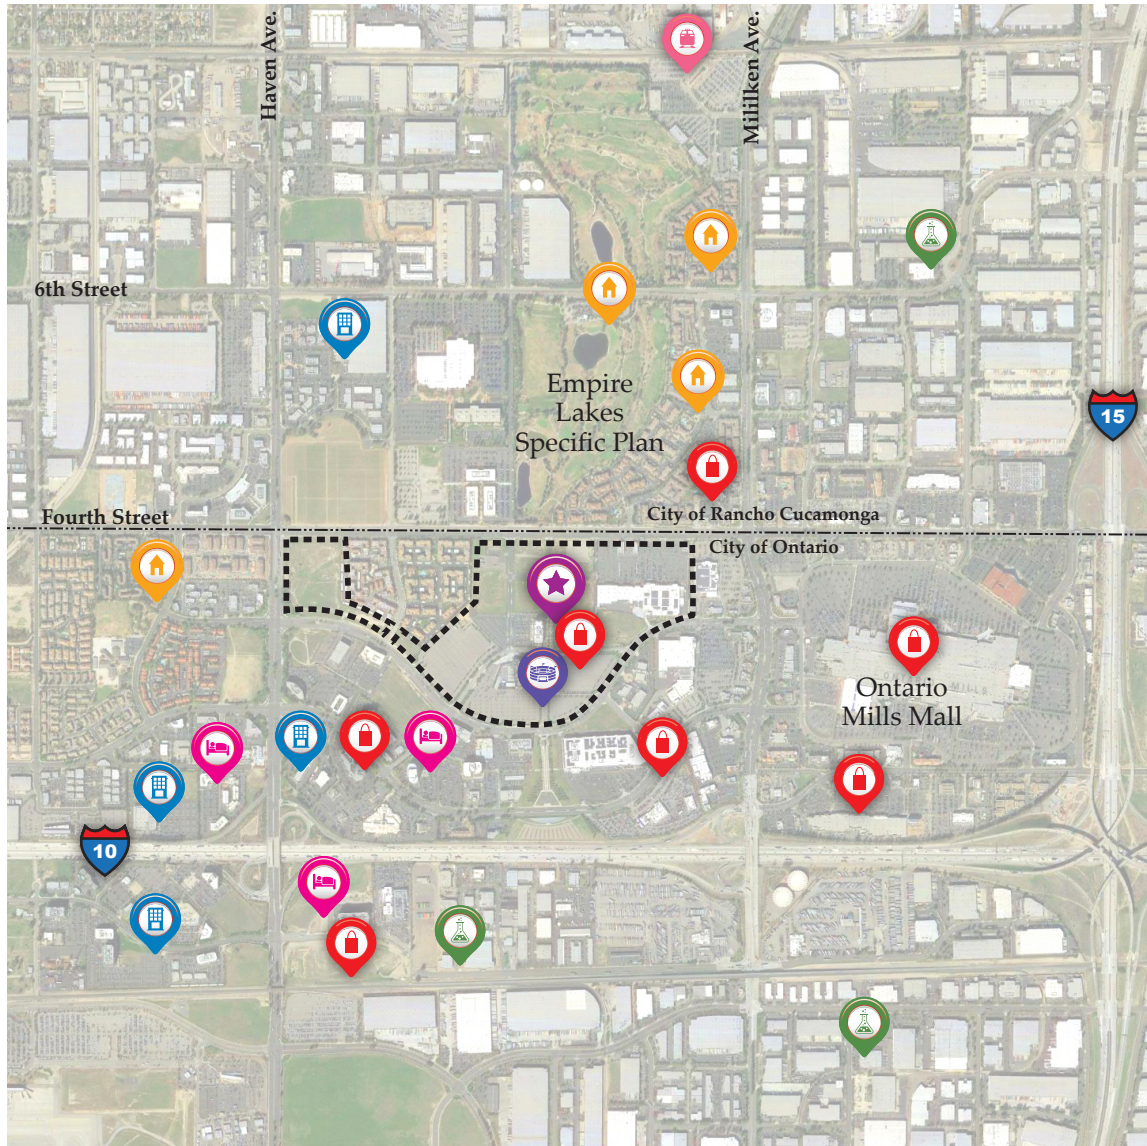 Haven Ave.
Mililken Ave.
6th Street
Empire
Lakes
Specific Plan
15
Fourth Street
City of Rancho Cucamonga
City of Ontario
Ontario
Mills Mall
10